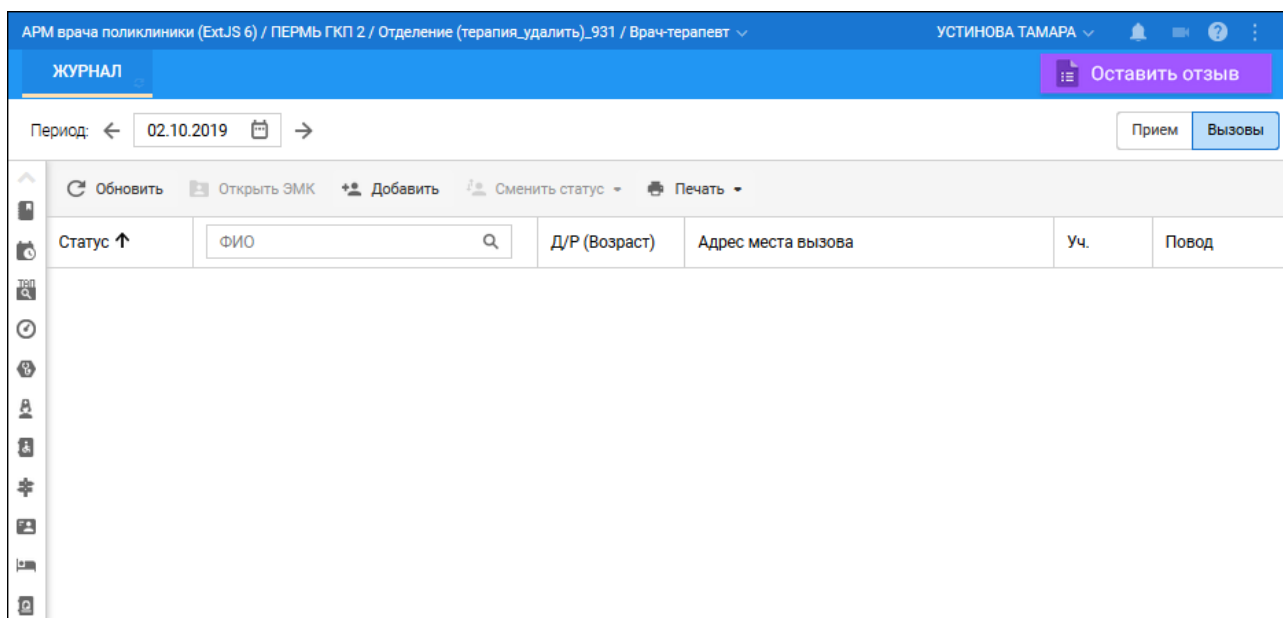 АРМ врача поликлиники (ExtJS 6) / ПЕРМЬ ГКП 2 / Отделение (терапия_удалить)_931 / Врач-терапевт УСТИНОВА ТАМАРА
ЖУРНАЛ Оставить отзыв
Период: 02.10.2019 Прием Вызовы
Обновить Открыть ЭМК Добавить Сменить статус Печать
Статус ФИО Д/Р (Возраст) Адрес места вызова Уч. Повод
ТАП